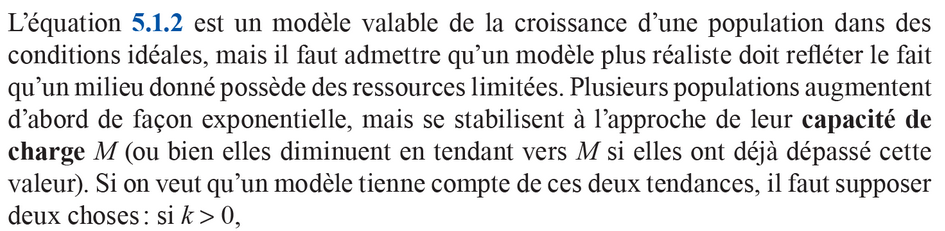 L’équation 5.1.2 est un modèle valable de la croissance d’une population dans des
conditions idéales, mais il faut admettre qu’un modèle plus réaliste doit refléter le fait
qu’un milieu donné possède des ressources limitées. Plusieurs populations augmentent
d’abord de façon exponentielle, mais se stabilisent à l’approche de leur capacité de
charge M (ou bien elles diminuent en tendant vers M si elles ont déjà dépassé cette
valeur). Si on veut qu’un modèle tienne compte de ces deux tendances, il faut supposer
deux choses : si k > 0,